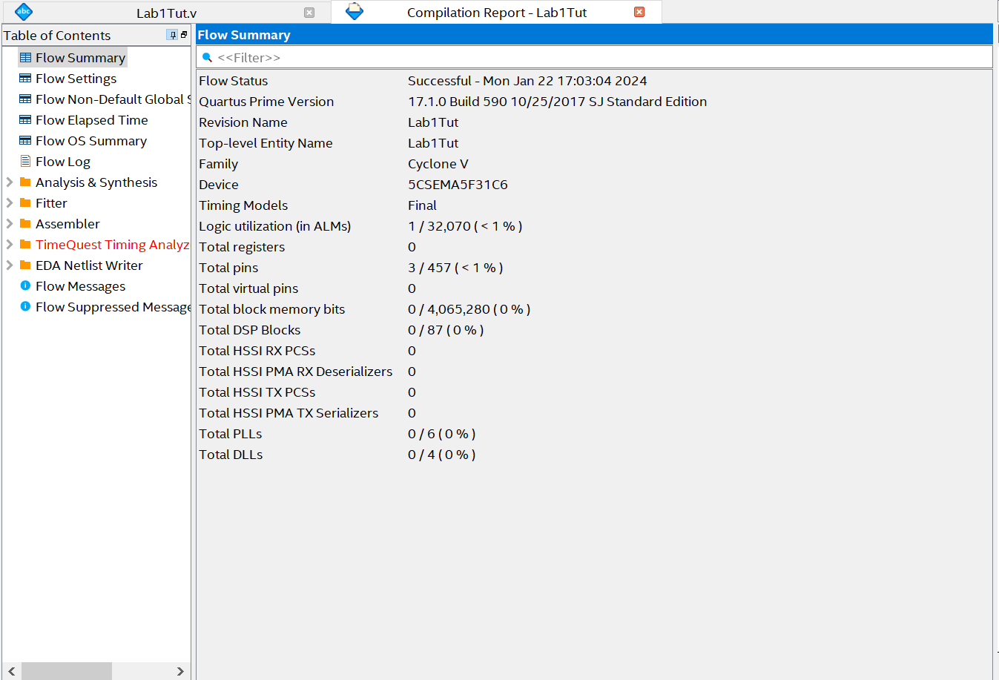 abc Lab1Tut.v
Compilation Report - Lab1Tut
Table of Contents
Flow Summary
Flow Settings
Flow Non-Default Global S
Flow Elapsed Time
Flow OS Summary
Flow Log
Analysis & Synthesis
Fitter
Assembler
TimeQuest Timing Analyz
EDA Netlist Writer
Flow Messages
Flow Suppressed Message
Flow Summary
<<Filter>>
Flow Status Successful - Mon Jan 22 17:03:04 2024
Quartus Prime Version 17.1.0 Build 590 10/25/2017 SJ Standard Edition
Revision Name Lab1Tut
Top-level Entity Name Lab1Tut
Family Cyclone V
Device 5CSEMA5F31C6
Timing Models Final
Logic utilization (in ALMs) 1 / 32,070 ( < 1 % )
Total registers 0
Total pins 3 / 457 ( < 1 % )
Total virtual pins 0
Total block memory bits 0 / 4,065,280 ( 0 % )
Total DSP Blocks 0 / 87 ( 0 % )
Total HSSI RX PCSs 0
Total HSSI PMA RX Deserializers 0
Total HSSI TX PCSs 0
Total HSSI PMA TX Serializers 0
Total PLLs 0 / 6 ( 0 % )
Total DLLs 0 / 4 ( 0 % )